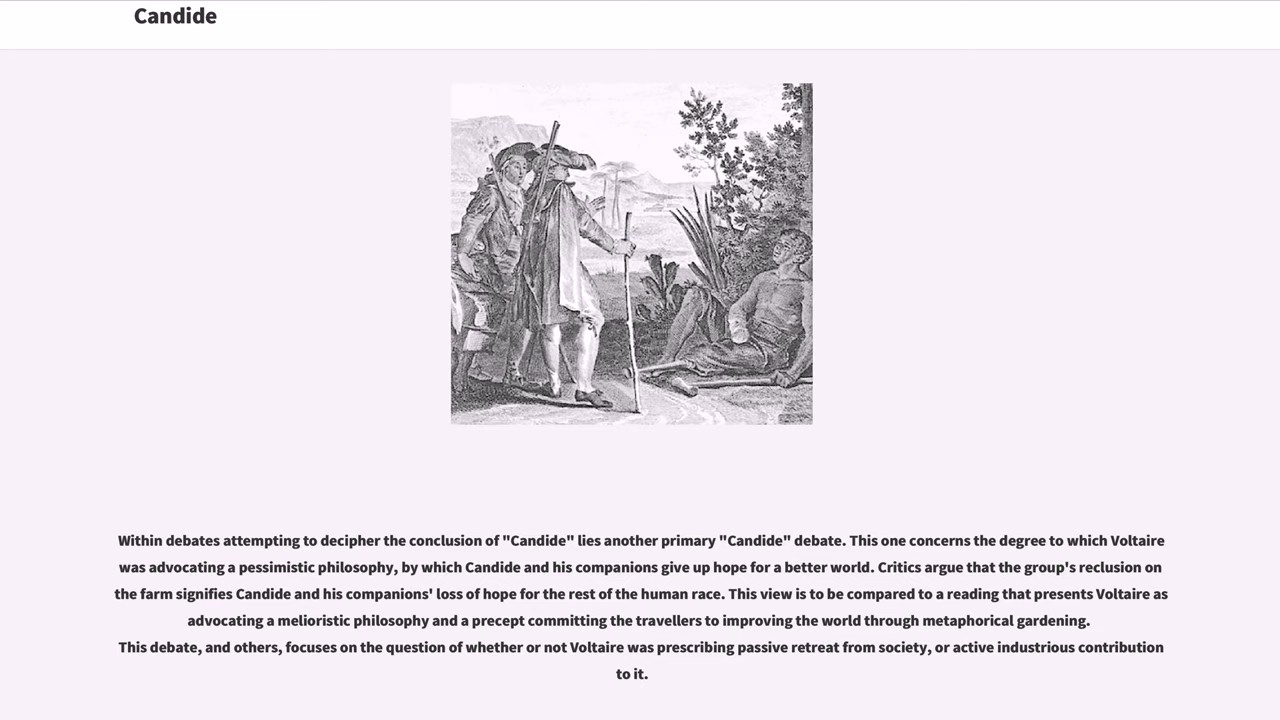 Candide
Within debates attempting to decipher the conclusion of "Candide" lies another primary "Candide" debate. This one concerns the degree to which Voltaire
was advocating a pessimistic philosophy, by which Candide and his companions give up hope for a better world. Critics argue that the group's reclusion on
the farm signifies Candide and his companions' loss of hope for the rest of the human race. This view is to be compared to a reading that presents Voltaire as
advocating a melioristic philosophy and a precept committing the travellers to improving the world through metaphorical gardening.
This debate, and others, focuses on the question of whether or not Voltaire was prescribing passive retreat from society, or active industrious contribution
to it.